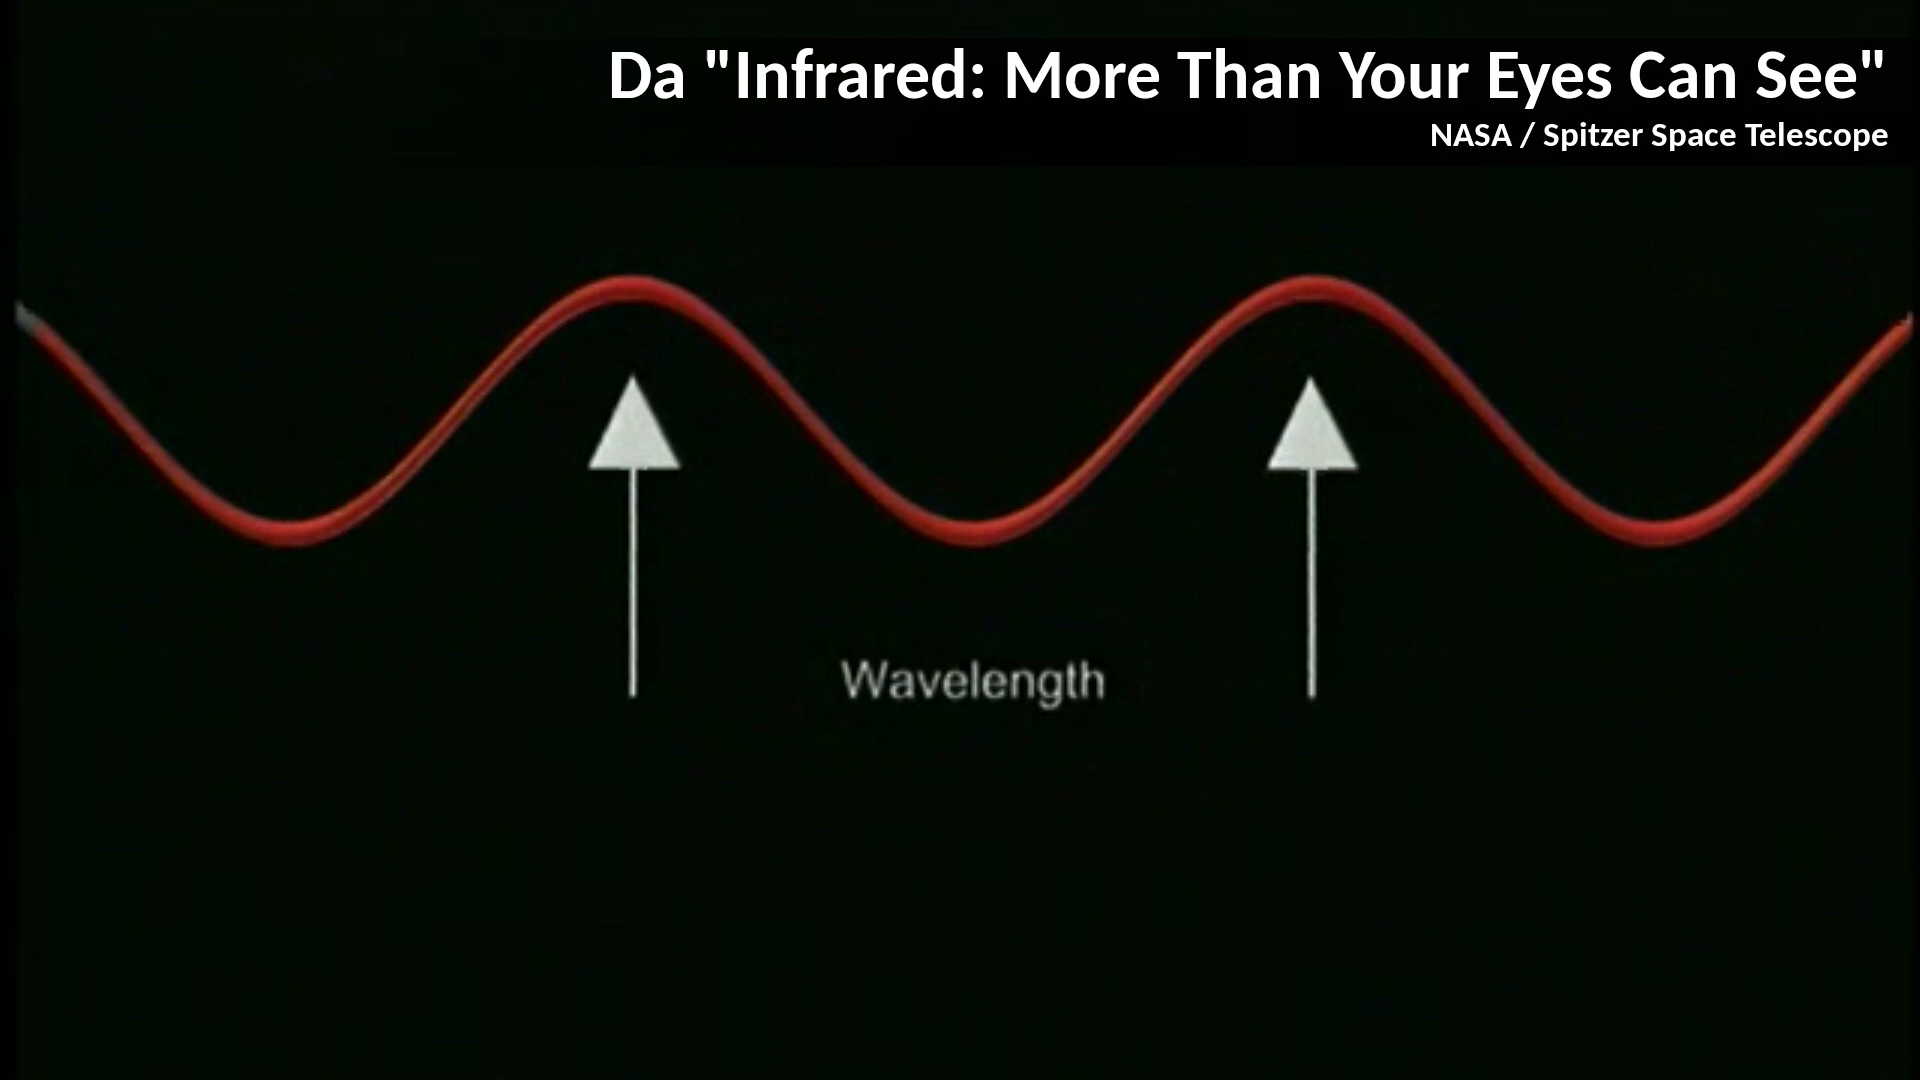 Da "Infrared: More Than Your Eyes Can See"
NASA / Spitzer Space Telescope
Wavelength